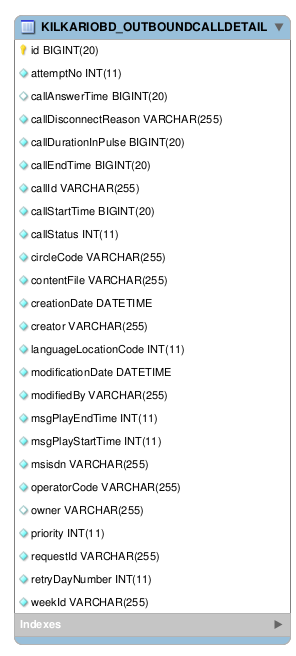 KILKARIOBD_OUTBOUNDCALLDETAIL
id BIGINT(20)
attemptNo INT(11)
callAnswerTime BIGINT(20)
callDisconnectReason VARCHAR(255)
callDurationInPulse BIGINT(20)
callEndTime BIGINT(20)
callId VARCHAR(255)
callStartTime BIGINT(20)
callStatus INT(11)
circleCode VARCHAR(255)
contentFile VARCHAR(255)
creationDate DATETIME
creator VARCHAR(255)
languageLocationCode INT(11)
modificationDate DATETIME
modifiedBy VARCHAR(255)
msgPlayEndTime INT(11)
msgPlayStartTime INT(11)
msisdn VARCHAR(255)
operatorCode VARCHAR(255)
owner VARCHAR(255)
priority INT(11)
requestId VARCHAR(255)
retryDayNumber INT(11)
weekId VARCHAR(255)
Indexes